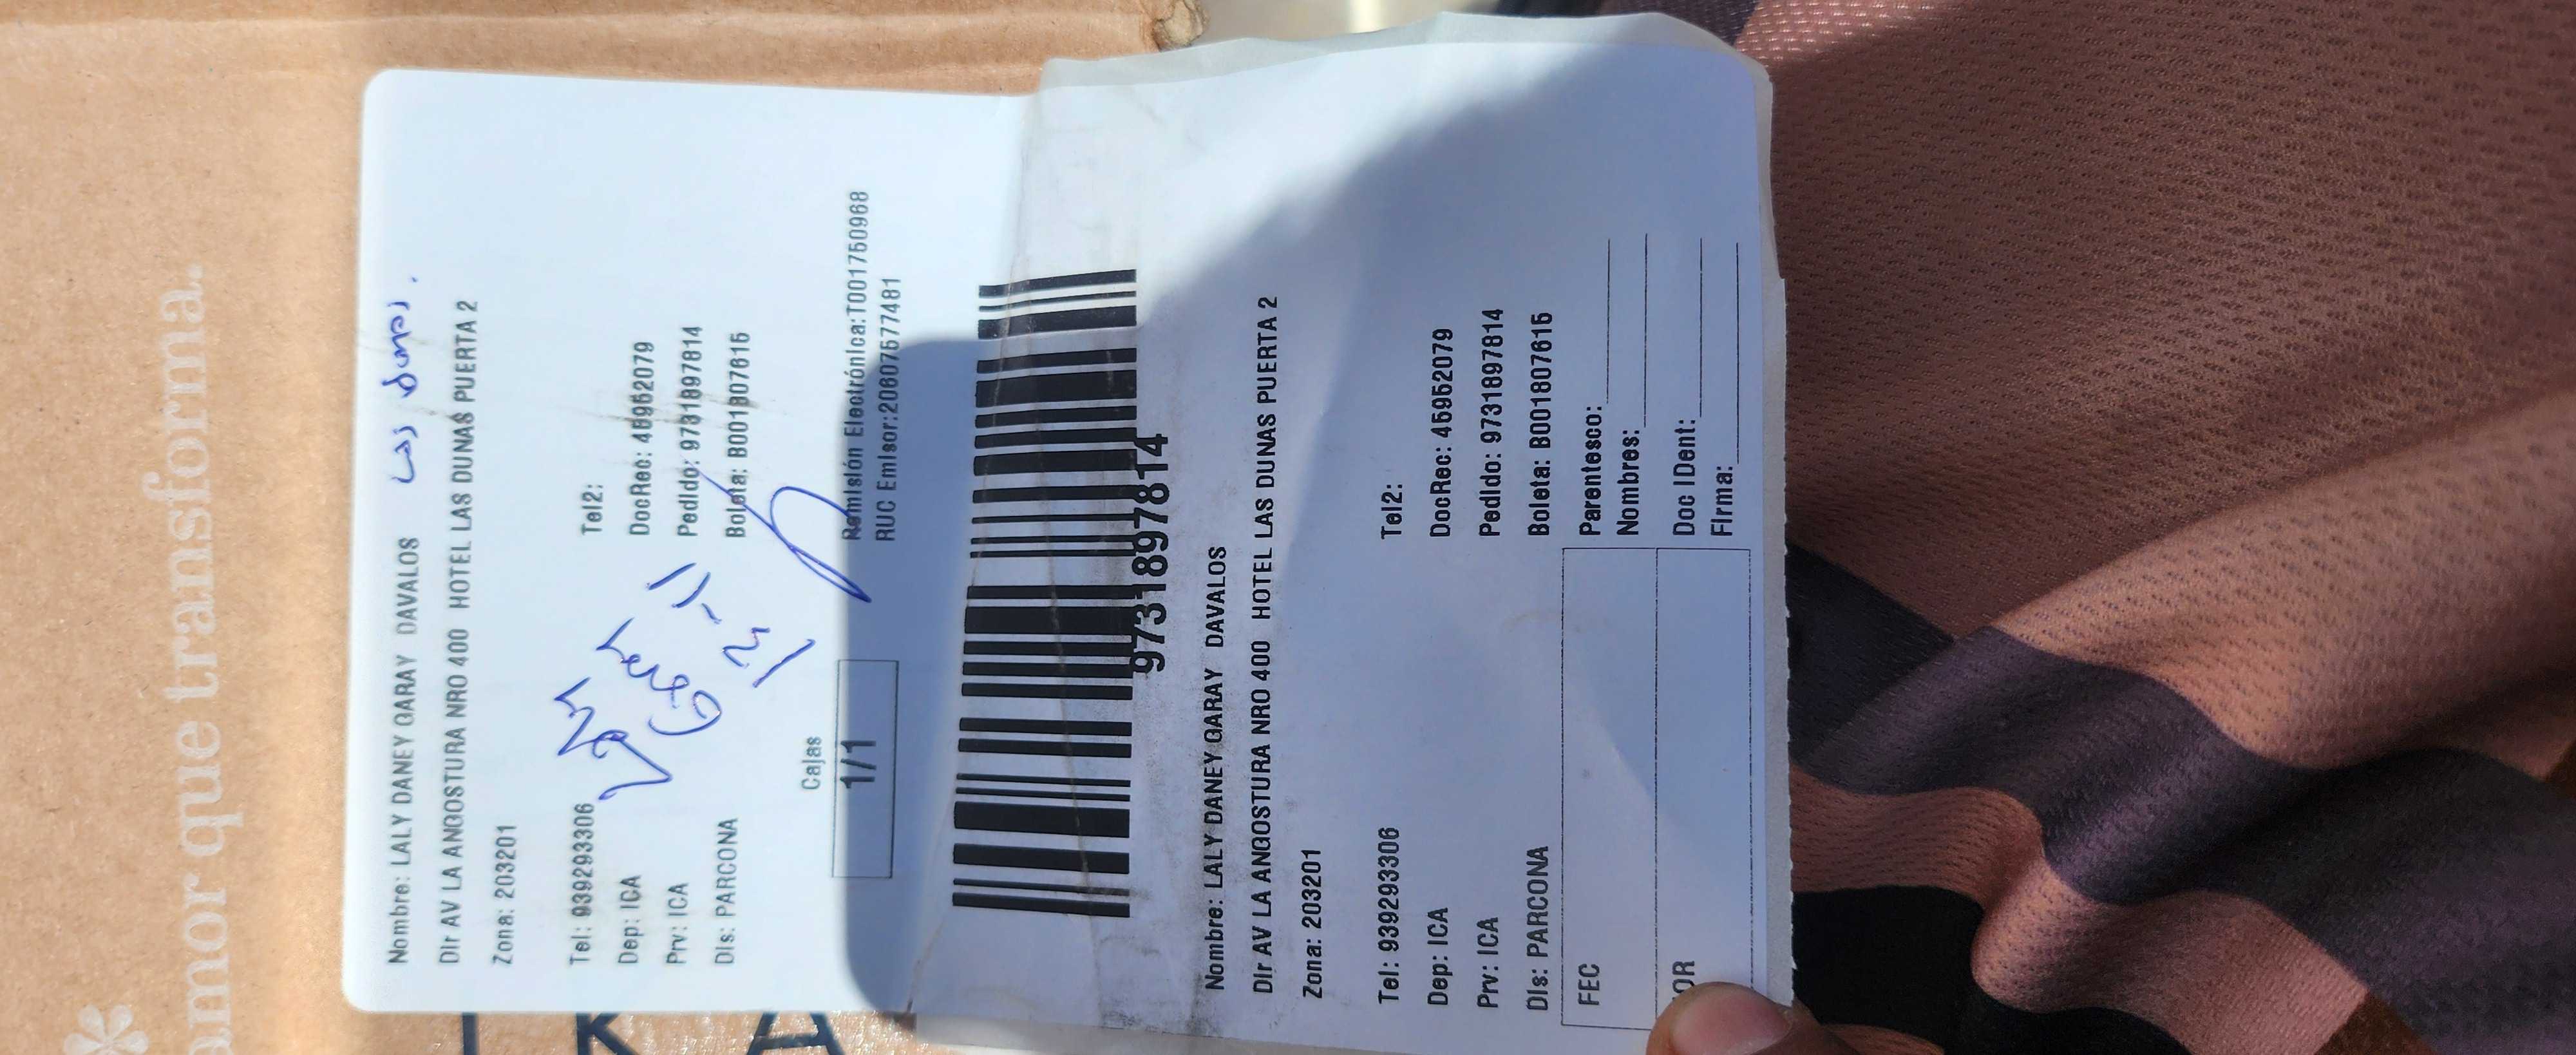 amor que transforma.
Nombre: LALY DANEY GARAY DAVALOS Las dunas.
Dir AV LA ANGOSTURA NRO 400 HOTEL LAS DUNAS PUERTA 2
Zona: 203201
Tel: 939293306 Tel2:
Dep: ICA DocRec: 45952079
Prv: ICA Pedido: 97318978​14
Dis: PARCONA Boleta: B001807615
Cajas
1/1
Remisión Electrónica:T001750968
RUC Emisor:20607577481
9731897814
Nombre: LALY DANEY GARAY DAVALOS
Dir AV LA ANGOSTURA NRO 400 HOTEL LAS DUNAS PUERTA 2
Zona: 203201
Tel: 939293306 Tel2:
Dep: ICA DocRec: 45952079
Prv: ICA Pedido: 9731897814
Dis: PARCONA Boleta: B001807615
FEC Parentesco:
Nombres:
Doc IDent:
Firma: